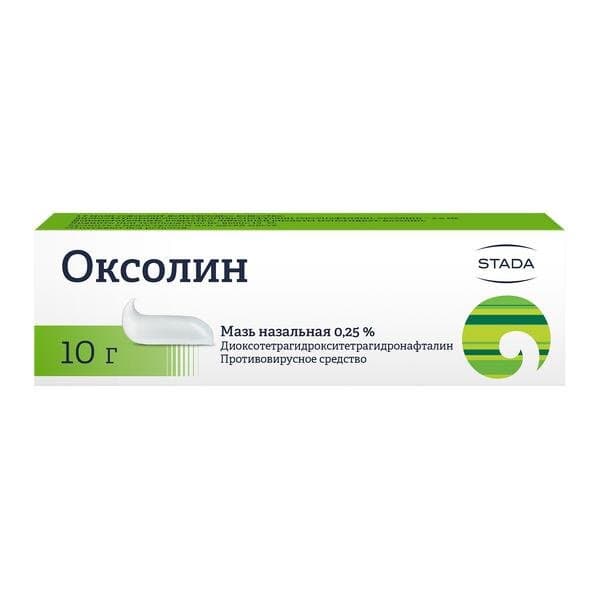 Оксолин
STADA
10 г
Мазь назальная 0,25 %
Диоксотетрагидрокситетрагидронафталин
Противовирусное средство